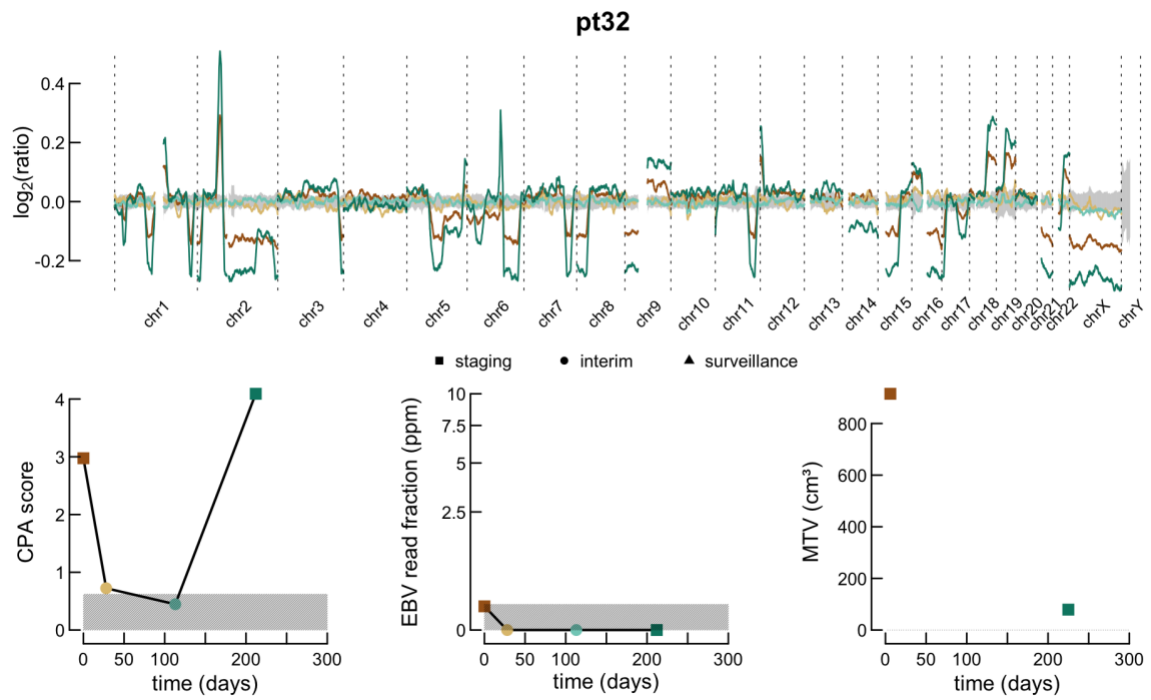 pt32
log2(ratio)
0.4
0.2
0.0
-0.2
chr1 chr2 chr3 chr4 chr5 chr6 chr7 chr8 chr9 chr10 chr11 chr12 chr13 chr14 chr15 chr16 chr17 chr18 chr19 chr20 chr21 chr22 chrX chrY
staging interim surveillance
CPA score
4
3
2
1
0
0 50 100 200 300
time (days)
EBV read fraction (ppm)
10
7.5
5
2.5
0
0 50 100 200 300
time (days)
MTV (cm³)
800
600
400
200
0
0 50 100 200 300
time (days)